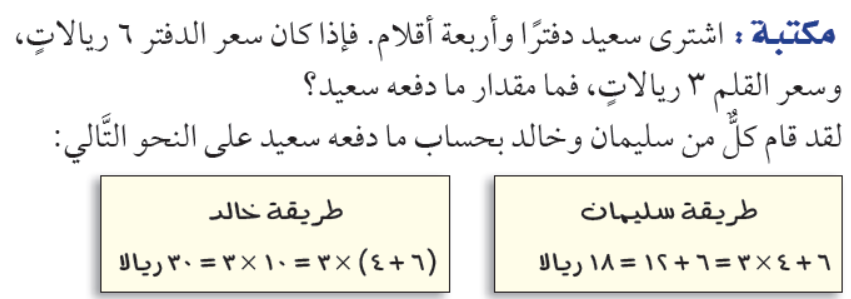 مكتبة : اشترى سعيد دفترًا وأربعة أقلام. فإذا كان سعر الدفتر ٦ ريالاتٍ،
وسعر القلم ٣ ريالاتٍ، فما مقدار ما دفعه سعيد؟
لقد قام كلٌّ من سليمان وخالد بحساب ما دفعه سعيد على النحو التَّالي:
طريقة سليمان
٦ + ٤ × ٣ = ٦ + ١٢ = ١٨ ريالا
طريقة خالد
(٦ + ٤) × ٣ = ١٠ × ٣ = ٣٠ ريالا